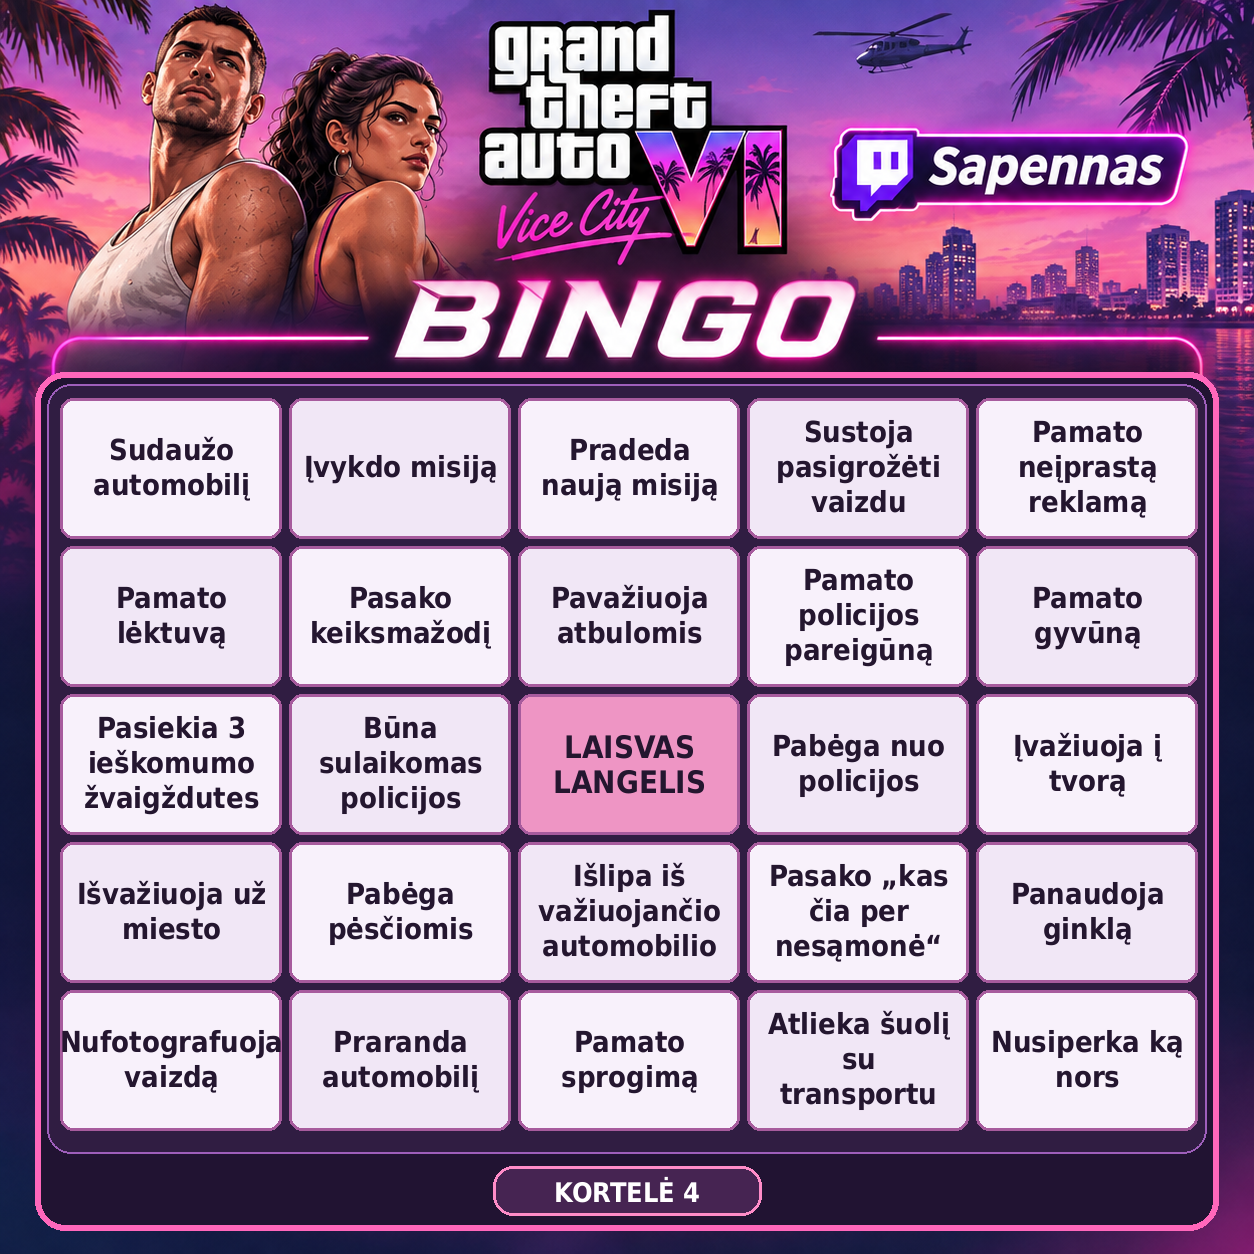 grand
theft
auto
VI
Vice City
Sapennas
BINGO
Sudaužo
automobilį
Įvykdo misiją
Pradeda
naują misiją
Sustoja
pasigrožėti
vaizdu
Pamato
neįprastą
reklamą
Pamato
lėktuvą
Pasako
keiksmažodį
Pavažiuoja
atbulomis
Pamato
policijos
pareigūną
Pamato
gyvūną
Pasiekia 3
ieškomumo
žvaigždutes
Būna
sulaikomas
policijos
LAISVAS
LANGELIS
Pabėga nuo
policijos
Įvažiuoja į
tvorą
Išvažiuoja už
miesto
Pabėga
pėsčiomis
Išlipa iš
važiuojančio
automobilio
Pasako „kas
čia per
nesąmonė“
Panaudoja
ginklą
Nufotografuoja
vaizdą
Praranda
automobilį
Pamato
sprogimą
Atlieka šuolį
su
transportu
Nusiperka ką
nors
KORTELĖ 4